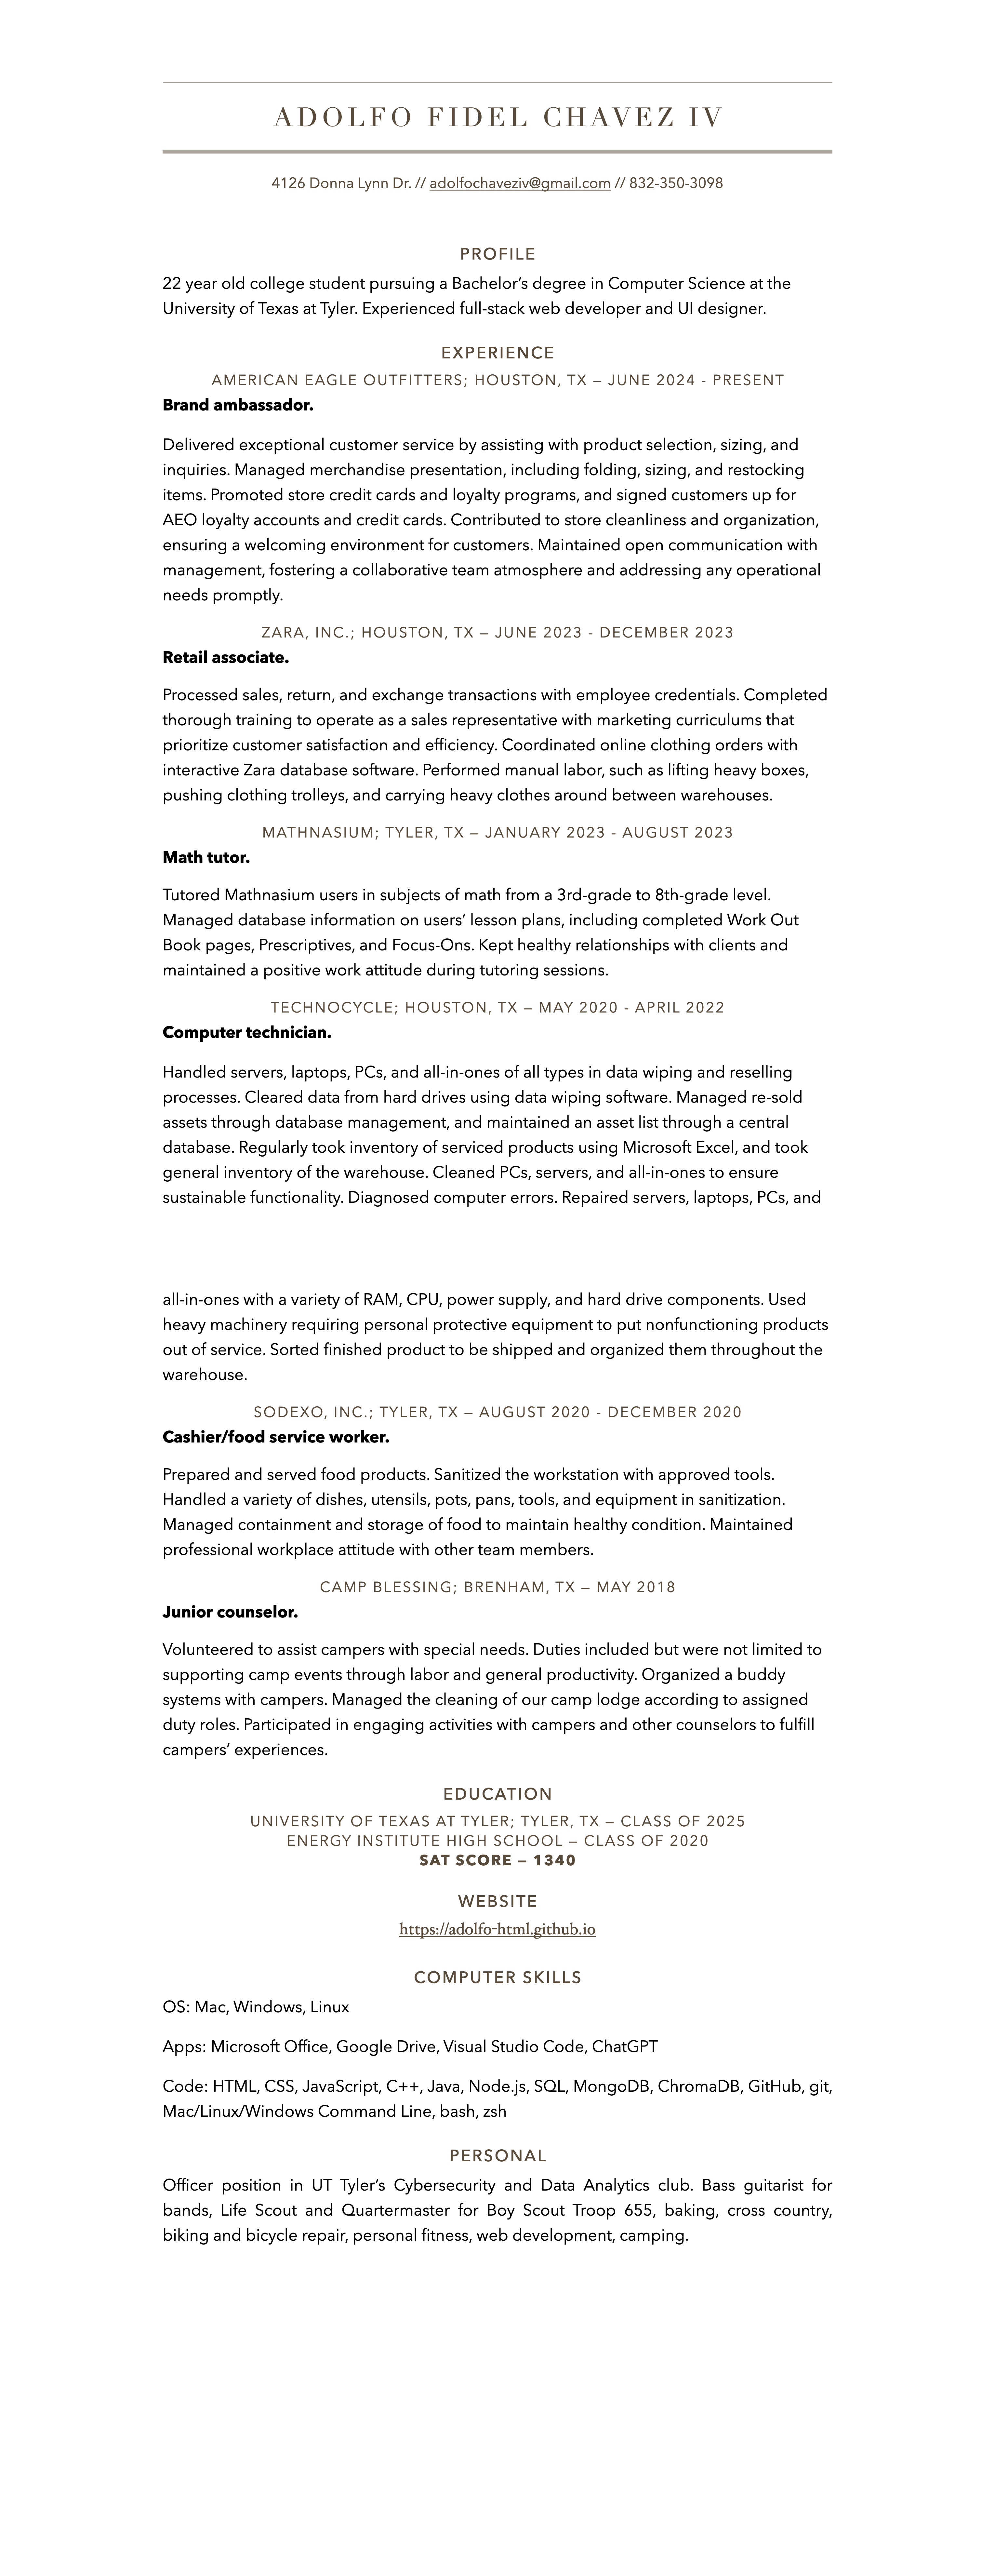 ADOLFO FIDEL CHAVEZ IV
4126 Donna Lynn Dr. // adolfochaveziv@gmail.com // 832-350-3098
PROFILE
22 year old college student pursuing a Bachelor’s degree in Computer Science at the
University of Texas at Tyler. Experienced full-stack web developer and UI designer.
EXPERIENCE
AMERICAN EAGLE OUTFITTERS; HOUSTON, TX – JUNE 2024 - PRESENT
Brand ambassador.
Delivered exceptional customer service by assisting with product selection, sizing, and
inquiries. Managed merchandise presentation, including folding, sizing, and restocking
items. Promoted store credit cards and loyalty programs, and signed customers up for
AEO loyalty accounts and credit cards. Contributed to store cleanliness and organization,
ensuring a welcoming environment for customers. Maintained open communication with
management, fostering a collaborative team atmosphere and addressing any operational
needs promptly.
ZARA, INC.; HOUSTON, TX – JUNE 2023 - DECEMBER 2023
Retail associate.
Processed sales, return, and exchange transactions with employee credentials. Completed
thorough training to operate as a sales representative with marketing curriculums that
prioritize customer satisfaction and efficiency. Coordinated online clothing orders with
interactive Zara database software. Performed manual labor, such as lifting heavy boxes,
pushing clothing trolleys, and carrying heavy clothes around between warehouses.
MATHNASIUM; TYLER, TX – JANUARY 2023 - AUGUST 2023
Math tutor.
Tutored Mathnasium users in subjects of math from a 3rd-grade to 8th-grade level.
Managed database information on users’ lesson plans, including completed Work Out
Book pages, Prescriptives, and Focus-Ons. Kept healthy relationships with clients and
maintained a positive work attitude during tutoring sessions.
TECHNOCYCLE; HOUSTON, TX – MAY 2020 - APRIL 2022
Computer technician.
Handled servers, laptops, PCs, and all-in-ones of all types in data wiping and reselling
processes. Cleared data from hard drives using data wiping software. Managed re-sold
assets through database management, and maintained an asset list through a central
database. Regularly took inventory of serviced products using Microsoft Excel, and took
general inventory of the warehouse. Cleaned PCs, servers, and all-in-ones to ensure
sustainable functionality. Diagnosed computer errors. Repaired servers, laptops, PCs, and
all-in-ones with a variety of RAM, CPU, power supply, and hard drive components. Used
heavy machinery requiring personal protective equipment to put nonfunctioning products
out of service. Sorted finished product to be shipped and organized them throughout the
warehouse.
SODEXO, INC.; TYLER, TX – AUGUST 2020 - DECEMBER 2020
Cashier/food service worker.
Prepared and served food products. Sanitized the workstation with approved tools.
Handled a variety of dishes, utensils, pots, pans, tools, and equipment in sanitization.
Managed containment and storage of food to maintain healthy condition. Maintained
professional workplace attitude with other team members.
CAMP BLESSING; BRENHAM, TX – MAY 2018
Junior counselor.
Volunteered to assist campers with special needs. Duties included but were not limited to
supporting camp events through labor and general productivity. Organized a buddy
systems with campers. Managed the cleaning of our camp lodge according to assigned
duty roles. Participated in engaging activities with campers and other counselors to fulfill
campers’ experiences.
EDUCATION
UNIVERSITY OF TEXAS AT TYLER; TYLER, TX – CLASS OF 2025
ENERGY INSTITUTE HIGH SCHOOL – CLASS OF 2020
SAT SCORE – 1340
WEBSITE
https://adolfo-html.github.io
COMPUTER SKILLS
OS: Mac, Windows, Linux
Apps: Microsoft Office, Google Drive, Visual Studio Code, ChatGPT
Code: HTML, CSS, JavaScript, C++, Java, Node.js, SQL, MongoDB, ChromaDB, GitHub, git,
Mac/Linux/Windows Command Line, bash, zsh
PERSONAL
Officer position in UT Tyler’s Cybersecurity and Data Analytics club. Bass guitarist for
bands, Life Scout and Quartermaster for Boy Scout Troop 655, baking, cross country,
biking and bicycle repair, personal fitness, web development, camping.